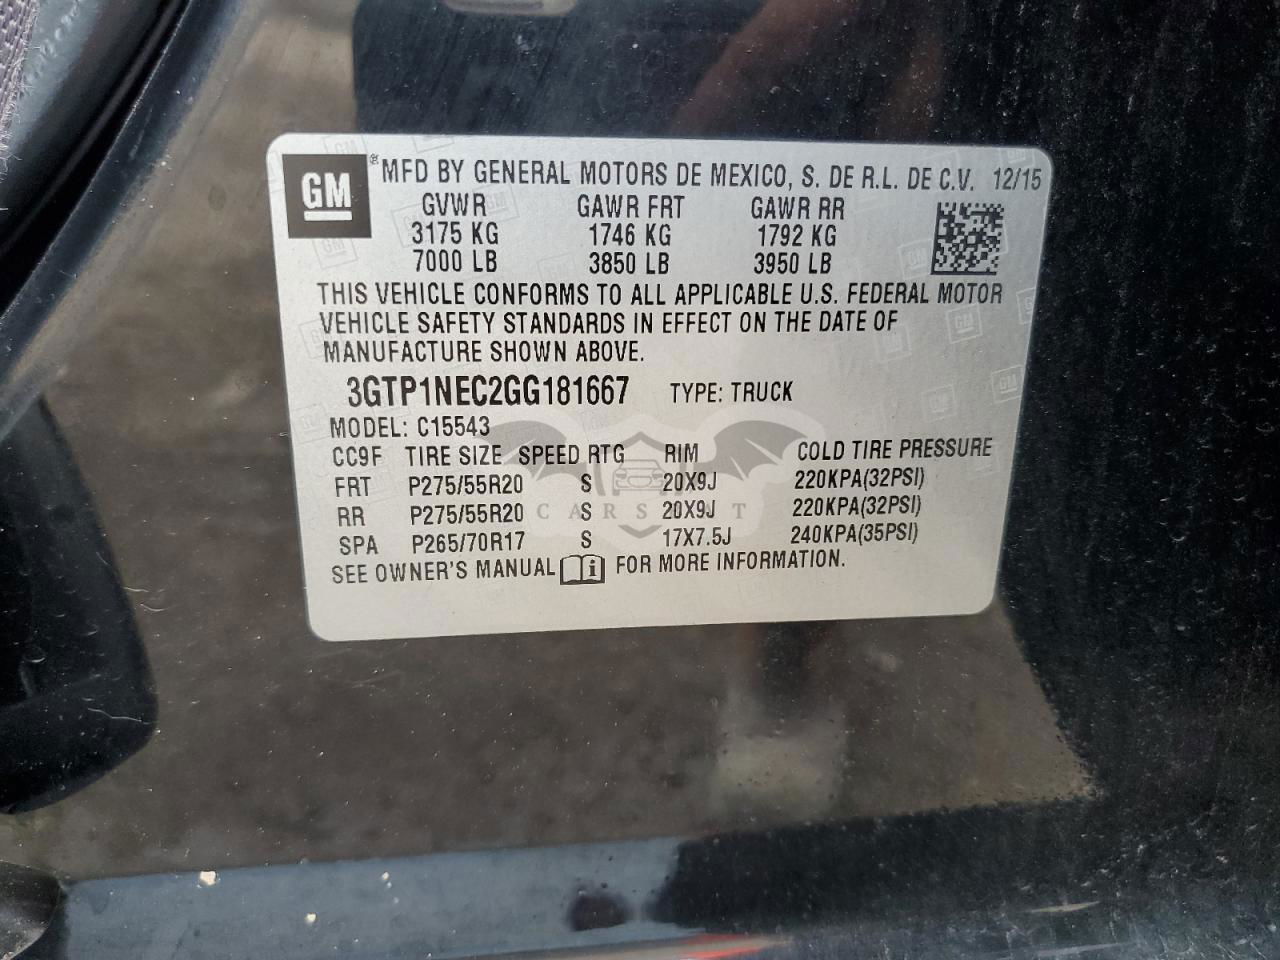 GM ® MFD BY GENERAL MOTORS DE MEXICO, S. DE R.L. DE C.V. 12/15
GVWR GAWR FRT GAWR RR
3175 KG 1746 KG 1792 KG
7000 LB 3850 LB 3950 LB
THIS VEHICLE CONFORMS TO ALL APPLICABLE U.S. FEDERAL MOTOR
VEHICLE SAFETY STANDARDS IN EFFECT ON THE DATE OF
MANUFACTURE SHOWN ABOVE.
3GTP1NEC2GG181667 TYPE: TRUCK
MODEL: C15543
CC9F TIRE SIZE SPEED RTG RIM COLD TIRE PRESSURE
FRT P275/55R20 S 20X9J 220KPA(32PSI)
RR P275/55R20 S 20X9J 220KPA(32PSI)
SPA P265/70R17 S 17X7.5J 240KPA(35PSI)
SEE OWNER'S MANUAL i FOR MORE INFORMATION.